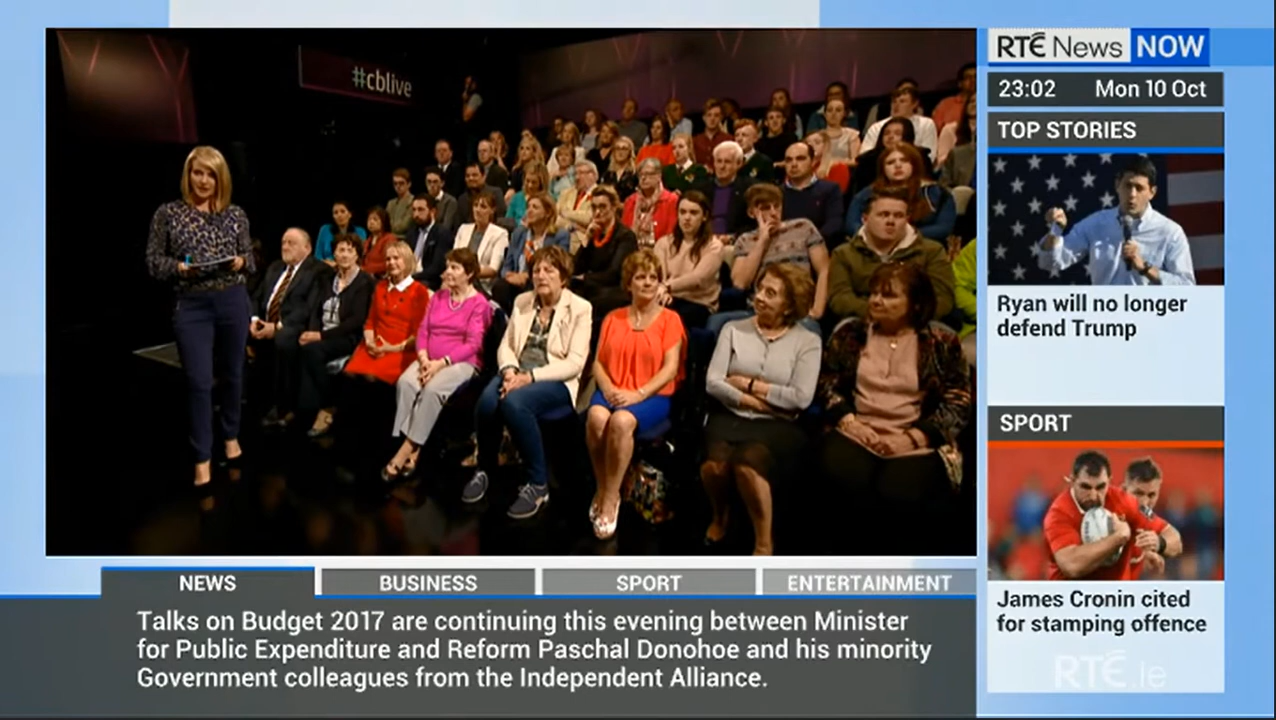 #cblive
RTÉ News NOW
23:02 Mon 10 Oct
TOP STORIES
Ryan will no longer
defend Trump
SPORT
James Cronin cited
for stamping offence
RTÉ.ie
NEWS BUSINESS SPORT ENTERTAINMENT
Talks on Budget 2017 are continuing this evening between Minister
for Public Expenditure and Reform Paschal Donohoe and his minority
Government colleagues from the Independent Alliance.